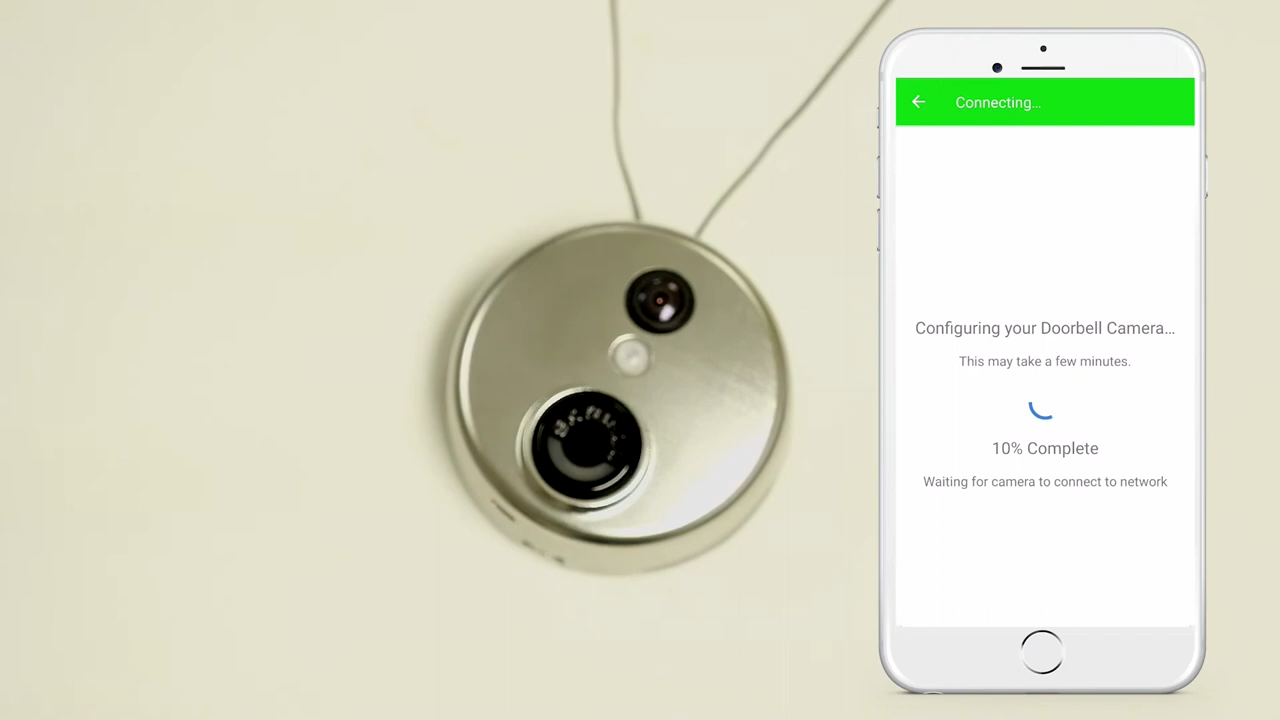 Connecting...
Configuring your Doorbell Camera...
This may take a few minutes.
10% Complete
Waiting for camera to connect to network